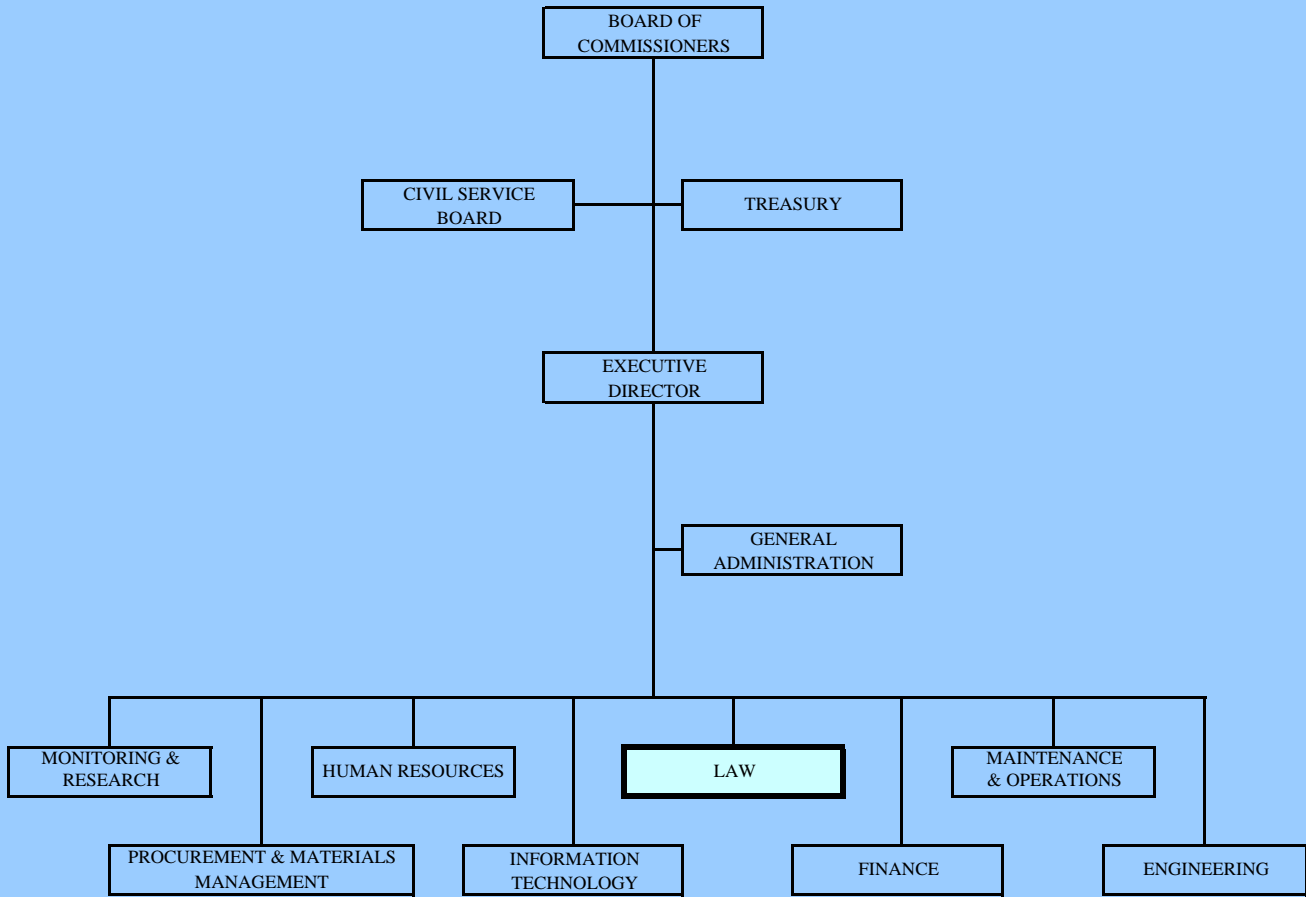 BOARD OF
COMMISSIONERS
CIVIL SERVICE
BOARD
TREASURY
EXECUTIVE
DIRECTOR
GENERAL
ADMINISTRATION
MONITORING &
RESEARCH
HUMAN RESOURCES
LAW
MAINTENANCE
& OPERATIONS
PROCUREMENT & MATERIALS
MANAGEMENT
INFORMATION
TECHNOLOGY
FINANCE
ENGINEERING